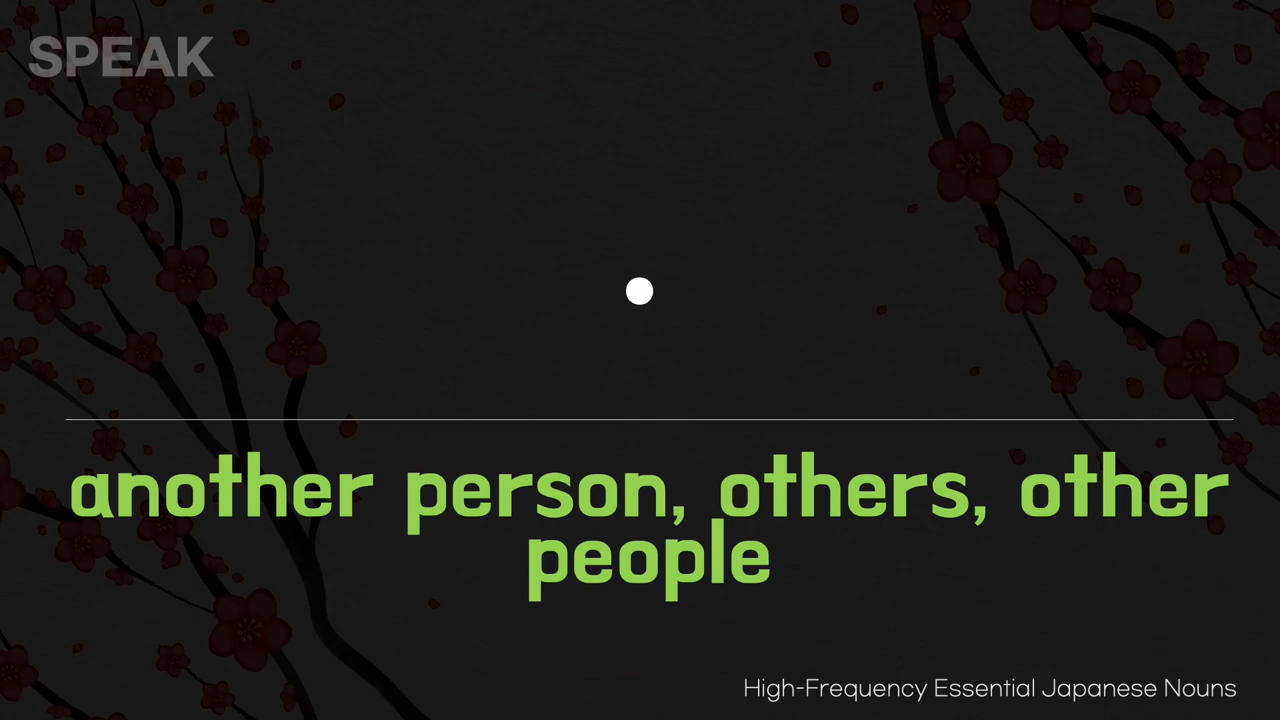 SPEAK
another person, others, other
people
High-Frequency Essential Japanese Nouns